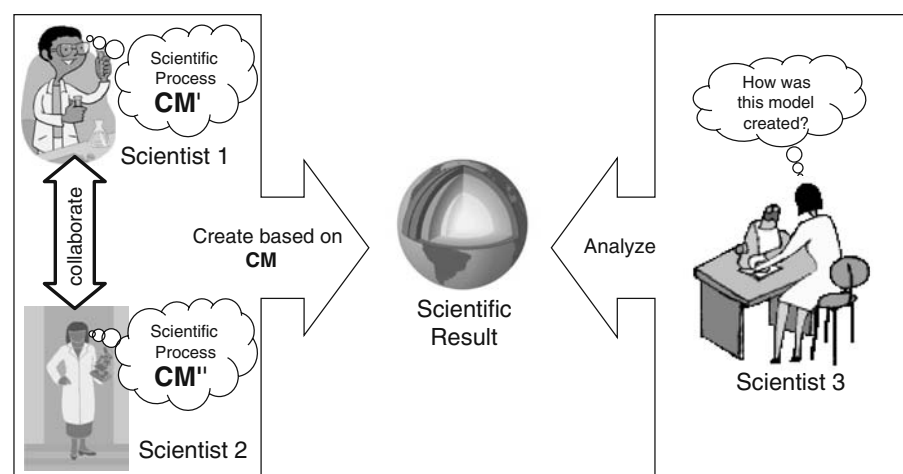 Scientific
Process
CM'
Scientist 1
collaborate
Scientific
Process
CM"
Scientist 2
Create based on
CM
Scientific
Result
Analyze
How was
this model
created?
Scientist 3